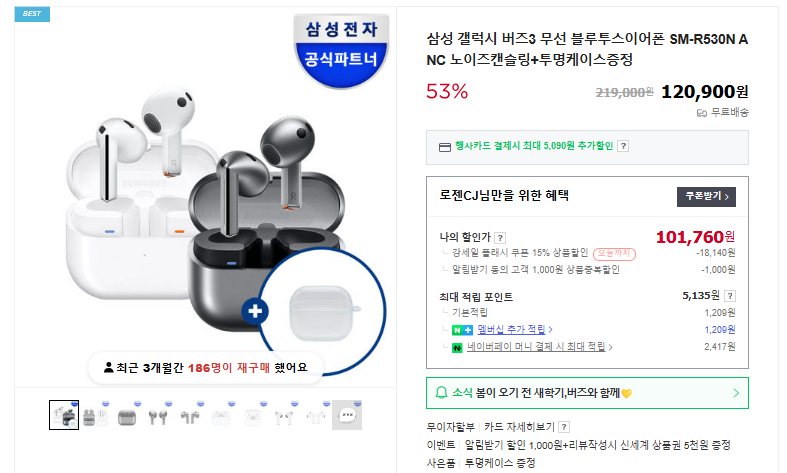 BEST
삼성전자
공식파트너
최근 3개월간 186명이 재구매 했어요
삼성 갤럭시 버즈3 무선 블루투스이어폰 SM-R530N A
NC 노이즈캔슬링+투명케이스증정
53% 219,000원 120,900원
무료배송
행사카드 결제시 최대 5,090원 추가할인 ?
로젠CJ님만을 위한 혜택 쿠폰받기 >
나의 할인가 ? 101,760원
강세일 플래시 쿠폰 15% 상품할인 오늘까지 -18,140원
알림받기 동의 고객 1,000원 상품중복할인 -1,000원
최대 적립 포인트 5,135원 ?
기본적립 1,209원
N+ 멤버십 추가 적립 > 1,209원
N 네이버페이 머니 결제 시 최대 적립 > 2,417원
소식 봄이 오기 전 새학기,버즈와 함께💛 >
무이자할부 카드 자세히보기 ?
이벤트 알림받기 할인 1,000원+리뷰작성시 신세계 상품권 5천원 증정
사은품 투명케이스 증정